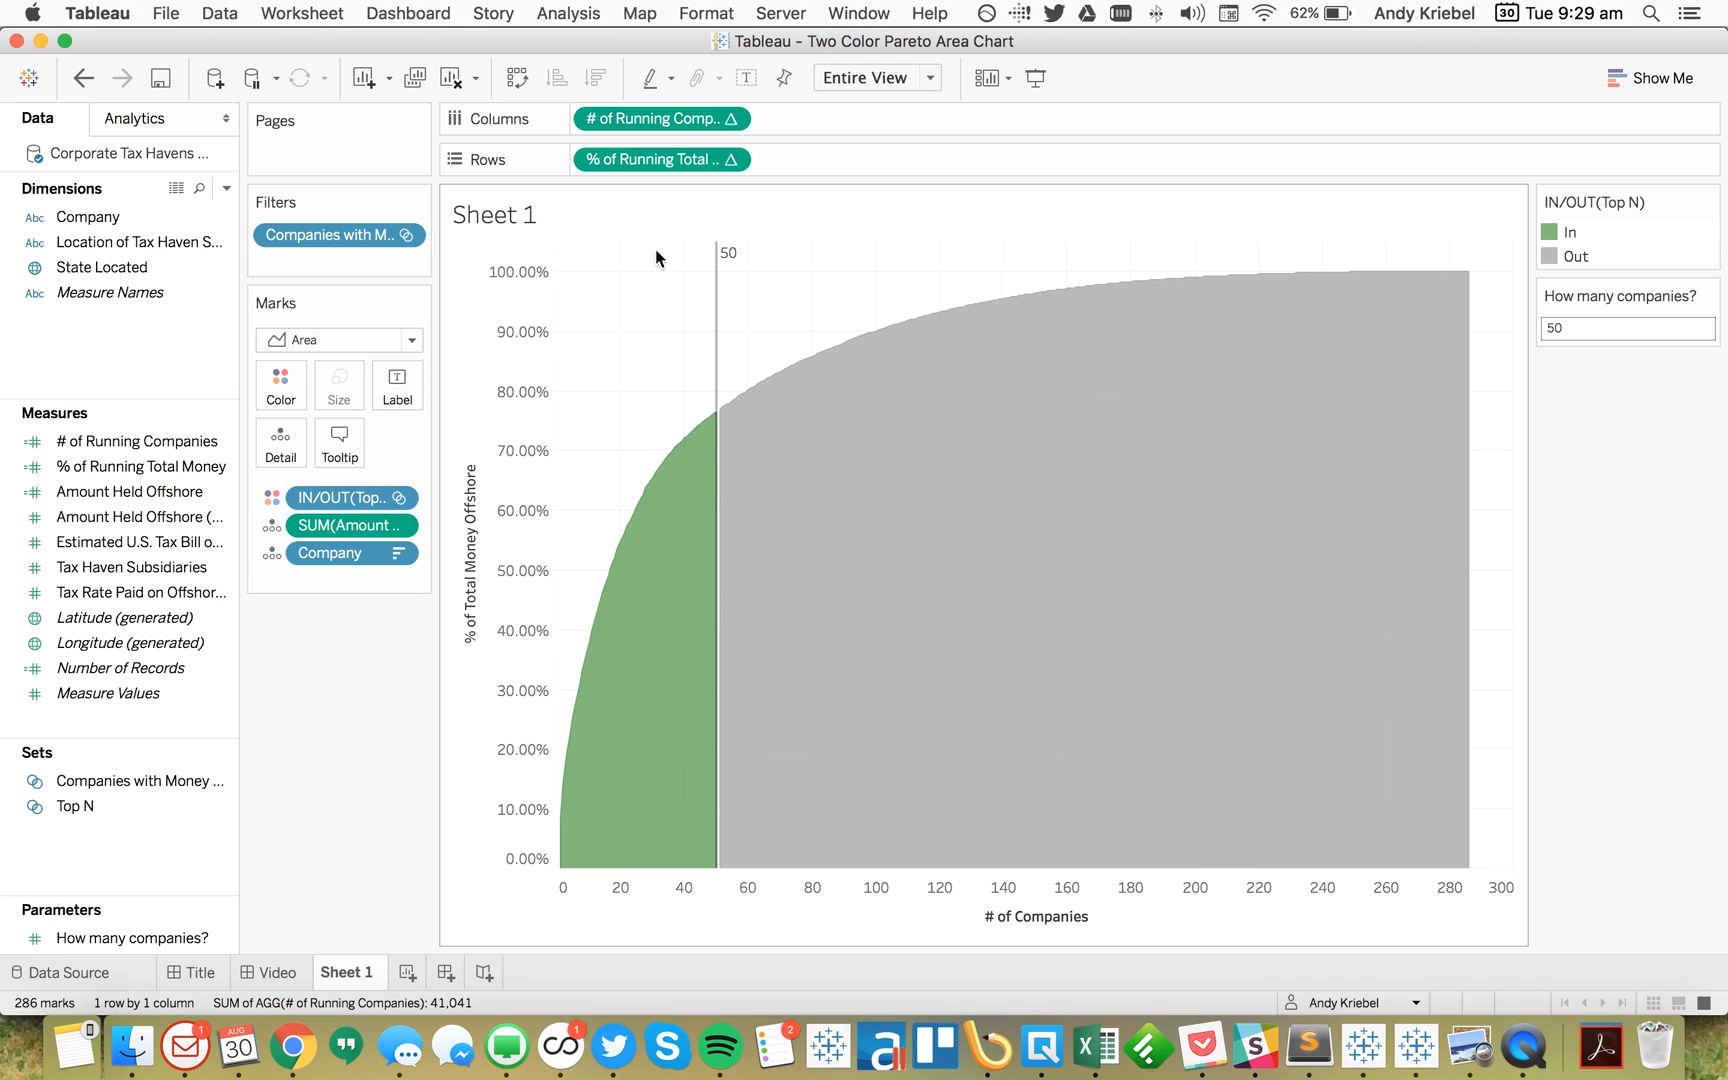 Tableau File Data Worksheet Dashboard Story Analysis Map Format Server Window Help 62% Andy Kriebel 30 Tue 9:29 am
Tableau - Two Color Pareto Area Chart
Entire View Show Me
Data Analytics
Corporate Tax Havens ...
Dimensions
Abc Company
Abc Location of Tax Haven S...
State Located
Abc Measure Names
Measures
# of Running Companies
% of Running Total Money
Amount Held Offshore
Amount Held Offshore (...
Estimated U.S. Tax Bill o...
Tax Haven Subsidiaries
Tax Rate Paid on Offshor...
Latitude (generated)
Longitude (generated)
Number of Records
Measure Values
Sets
Companies with Money ...
Top N
Parameters
How many companies?
Pages
Filters
Companies with M..
Marks
Area
Color Size Label
Detail Tooltip
IN/OUT(Top..
SUM(Amount ..
Company
Columns # of Running Comp..
Rows % of Running Total ..
Sheet 1
50
100.00%
90.00%
80.00%
70.00%
60.00%
50.00%
40.00%
30.00%
20.00%
10.00%
0.00%
% of Total Money Offshore
0 20 40 60 80 100 120 140 160 180 200 220 240 260 280 300
# of Companies
IN/OUT(Top N)
In
Out
How many companies?
50
Data Source Title Video Sheet 1
286 marks 1 row by 1 column SUM of AGG(# of Running Companies): 41,041 Andy Kriebel
1 AUG 30 1 2